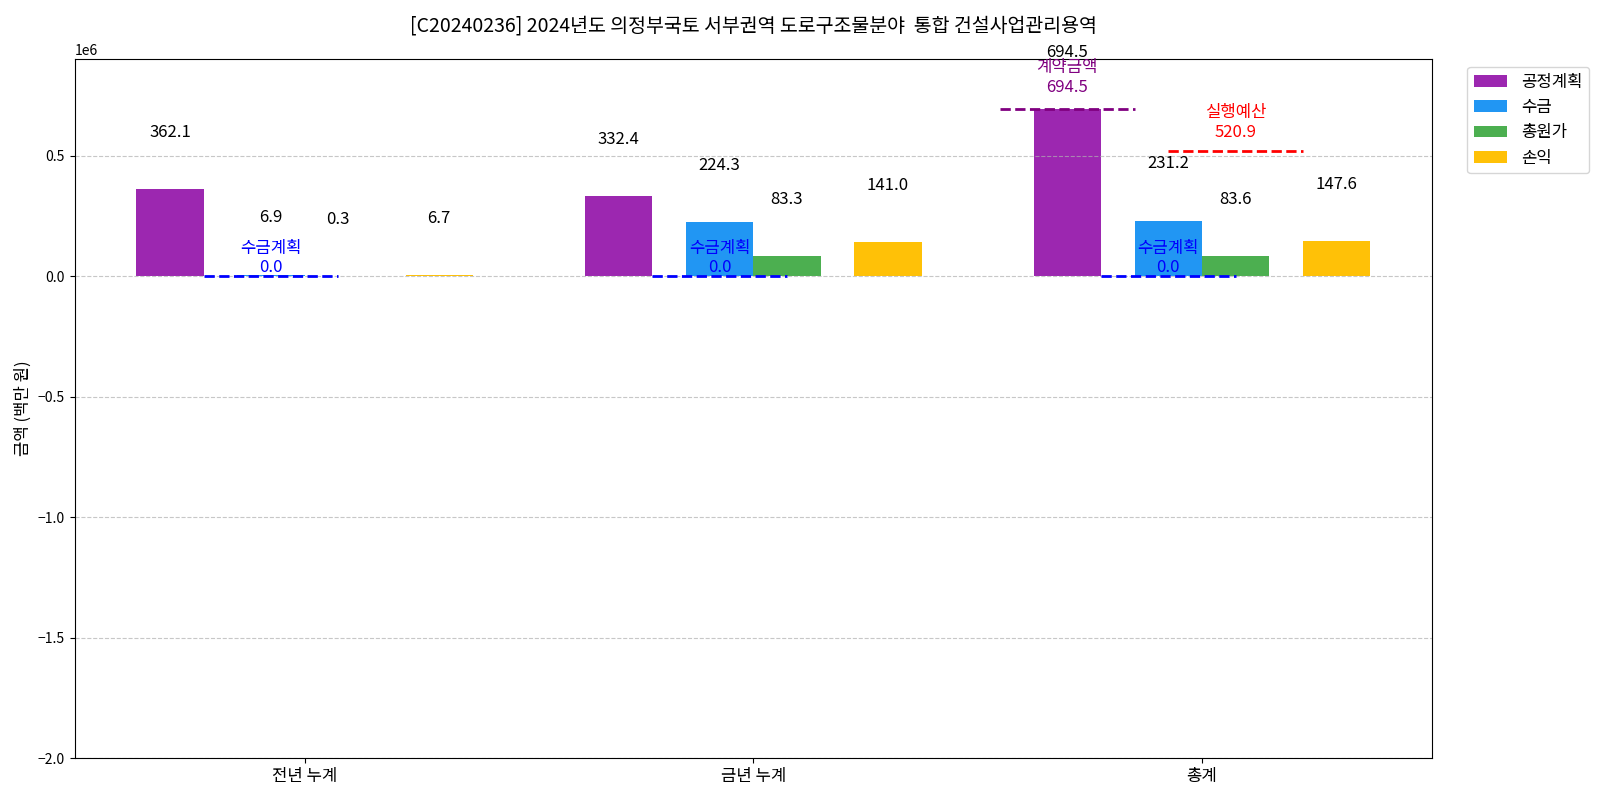 [C20240236] 2024년도 의정부국토 서부권역 도로구조물분야  통합 건설사업관리용역
1e6
금액 (백만 원)
0.5
0.0
−0.5
−1.0
−1.5
−2.0
362.1
6.9
0.3
6.7
수금계획
0.0
332.4
224.3
83.3
141.0
수금계획
0.0
694.5
계약금액
694.5
실행예산
520.9
231.2
83.6
147.6
수금계획
0.0
전년 누계
금년 누계
총계
공정계획
수금
총원가
손익